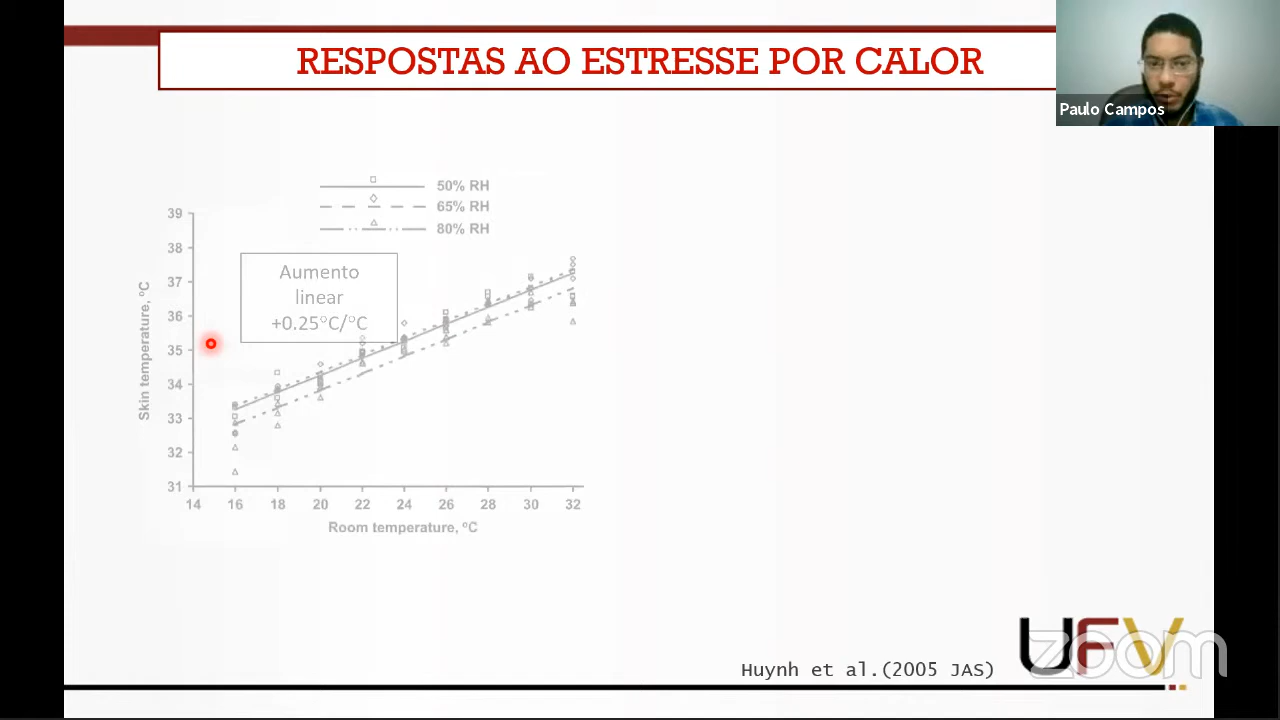 RESPOSTAS AO ESTRESSE POR CALOR
Paulo Campos
50% RH
65% RH
80% RH
39
38
37
36
35
34
33
32
31
Skin temperature, °C
Aumento
linear
+0.25°C/°C
14 16 18 20 22 24 26 28 30 32
Room temperature, °C
Huynh et al.(2005 JAS)
UFV
zoom